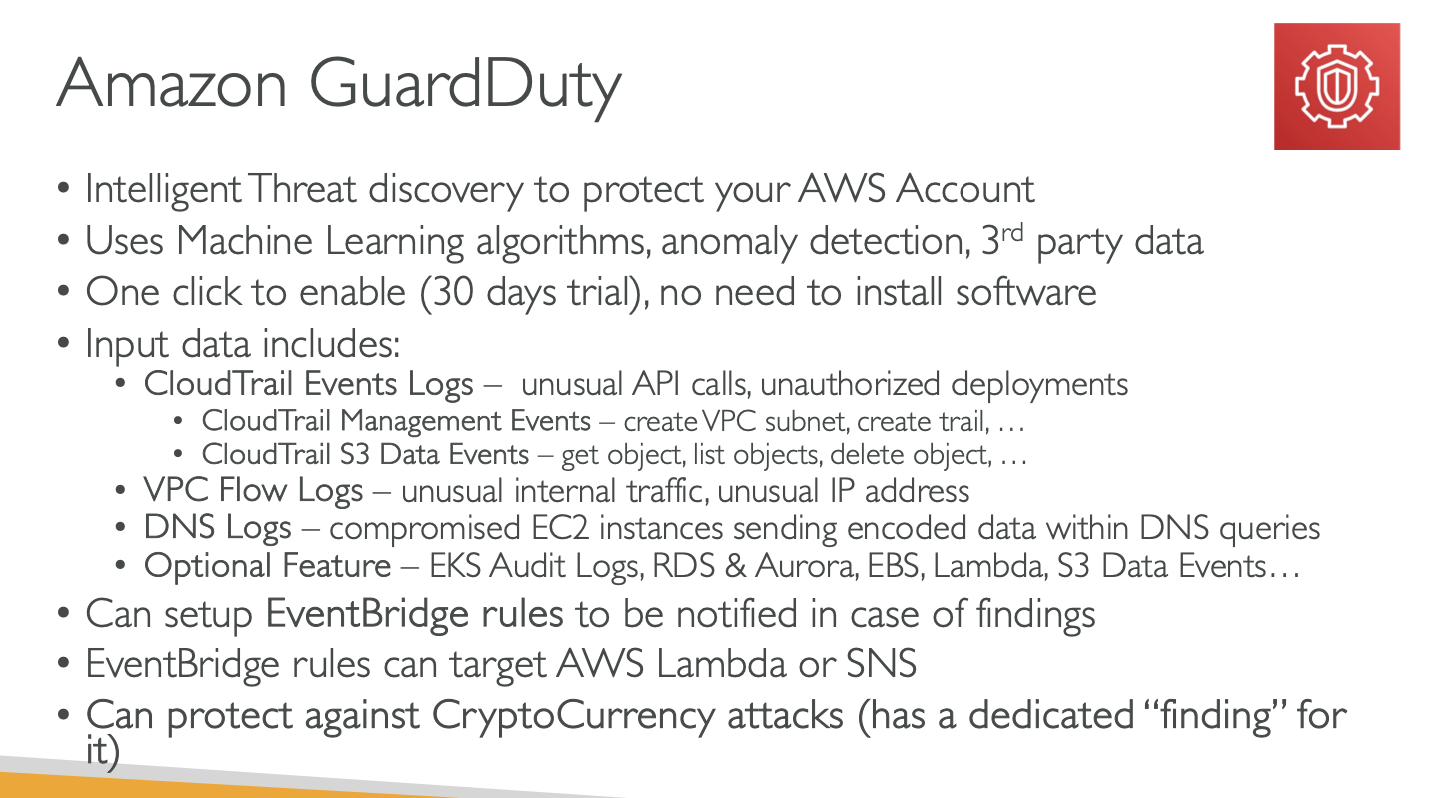 Amazon GuardDuty
• Intelligent Threat discovery to protect your AWS Account
• Uses Machine Learning algorithms, anomaly detection, 3rd party data
• One click to enable (30 days trial), no need to install software
• Input data includes:
• CloudTrail Events Logs – unusual API calls, unauthorized deployments
• CloudTrail Management Events – create VPC subnet, create trail, …
• CloudTrail S3 Data Events – get object, list objects, delete object, …
• VPC Flow Logs – unusual internal traffic, unusual IP address
• DNS Logs – compromised EC2 instances sending encoded data within DNS queries
• Optional Feature – EKS Audit Logs, RDS & Aurora, EBS, Lambda, S3 Data Events…
• Can setup EventBridge rules to be notified in case of findings
• EventBridge rules can target AWS Lambda or SNS
• Can protect against CryptoCurrency attacks (has a dedicated “finding” for
it)